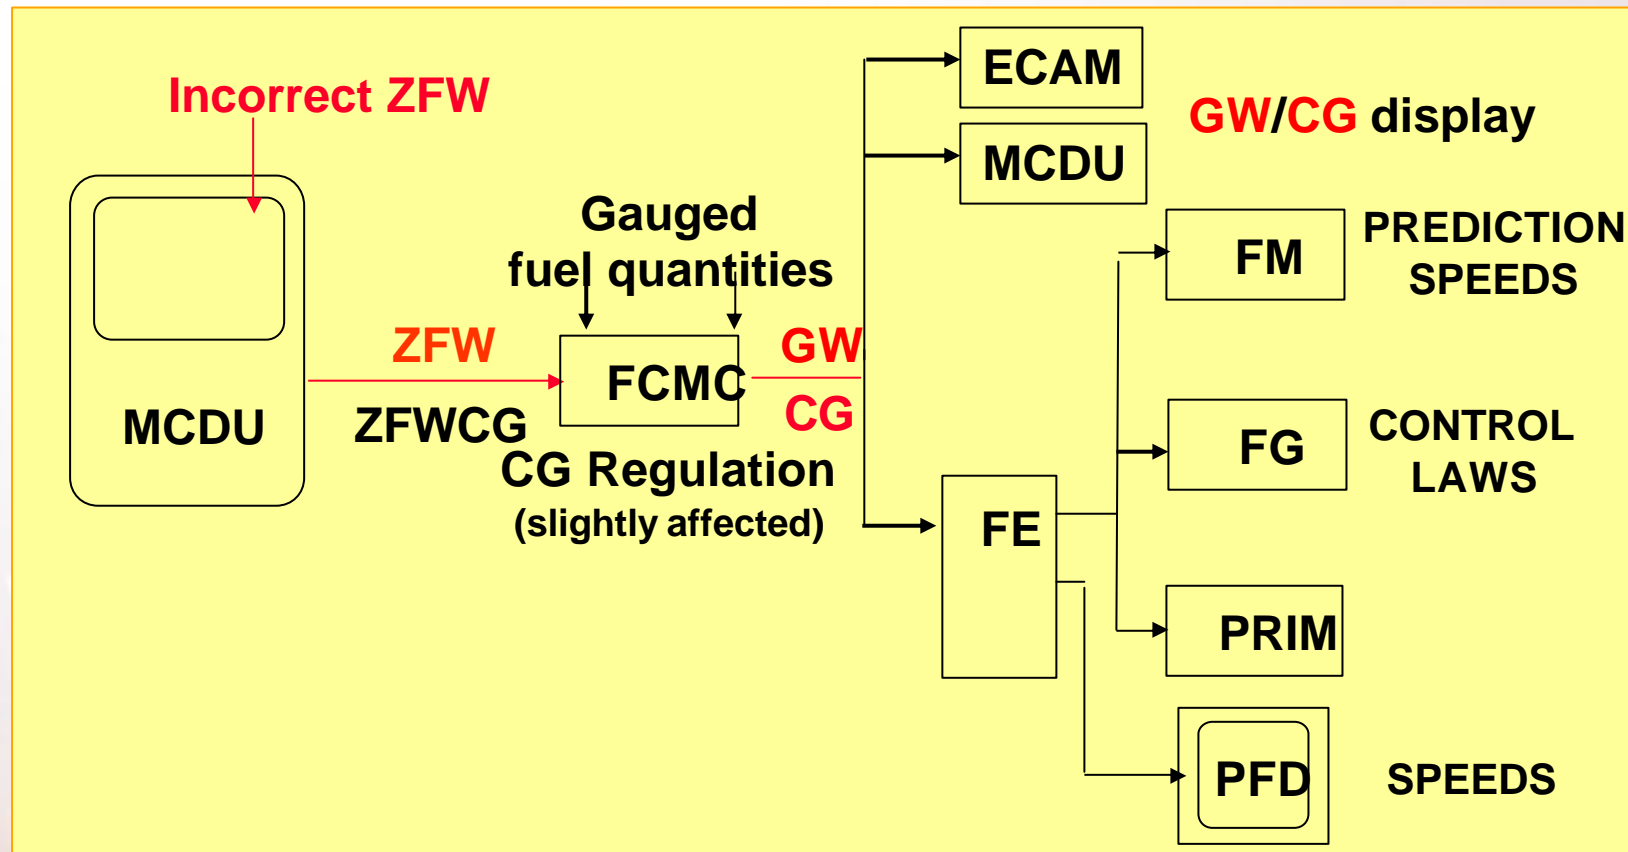 Incorrect ZFW
MCDU
ZFW
ZFWCG
Gauged
fuel quantities
FCMC
CG Regulation
(slightly affected)
GW
CG
ECAM
MCDU
GW/CG display
FE
FM
PREDICTION
SPEEDS
FG
CONTROL
LAWS
PRIM
PFD
SPEEDS